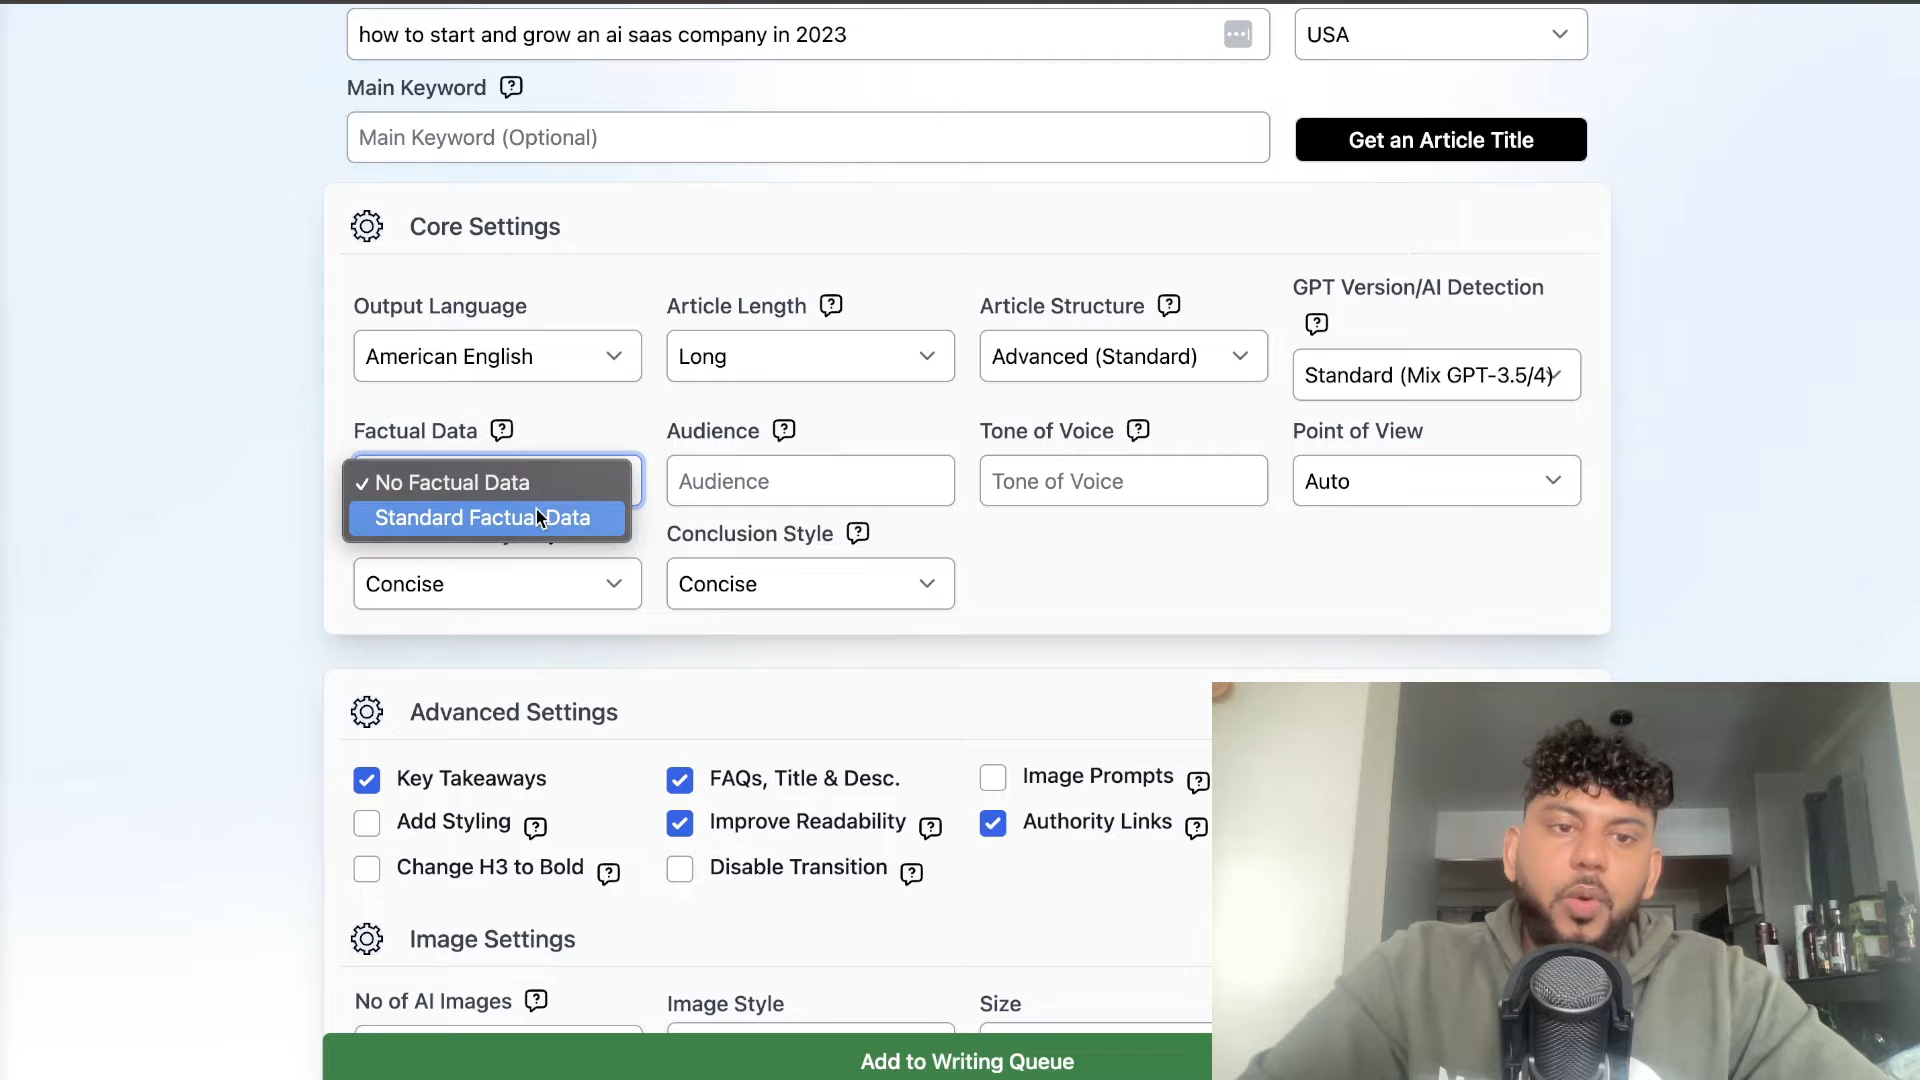 how to start and grow an ai saas company in 2023
USA
Main Keyword
Main Keyword (Optional)
Get an Article Title
Core Settings
Output Language
Article Length
Article Structure
GPT Version/AI Detection
American English
Long
Advanced (Standard)
Standard (Mix GPT-3.5/4)
Factual Data
Audience
Tone of Voice
Point of View
No Factual Data
Audience
Tone of Voice
Auto
Standard Factual Data
Conclusion Style
Concise
Concise
Advanced Settings
Key Takeaways
FAQs, Title & Desc.
Image Prompts
Add Styling
Improve Readability
Authority Links
Change H3 to Bold
Disable Transition
Image Settings
No of AI Images
Image Style
Size
Add to Writing Queue